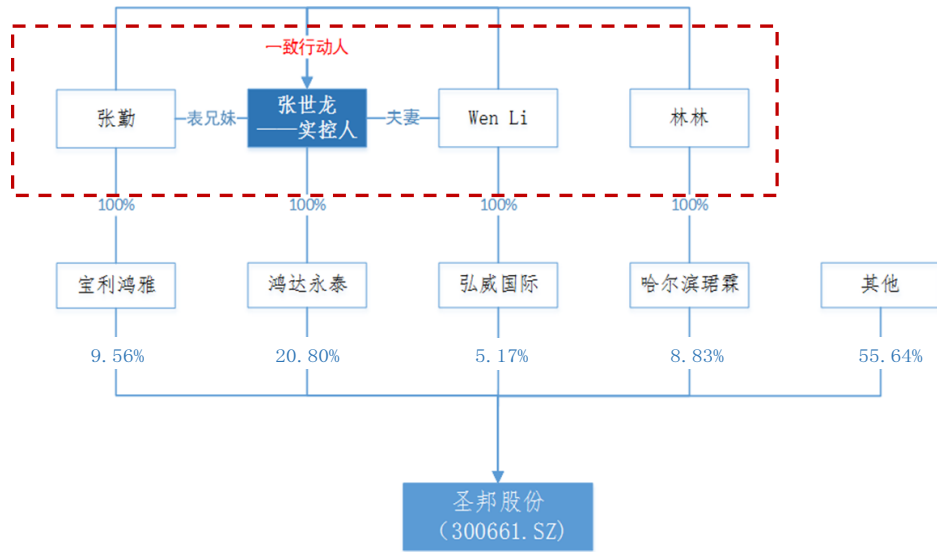 一致行动人
张勤
表兄妹
张世龙
——实控人
夫妻
Wen Li
林林
100%
100%
100%
100%
宝利鸿雅
鸿达永泰
弘威国际
哈尔滨珺霖
其他
9.56%
20.80%
5.17%
8.83%
55.64%
圣邦股份
(300661.SZ)